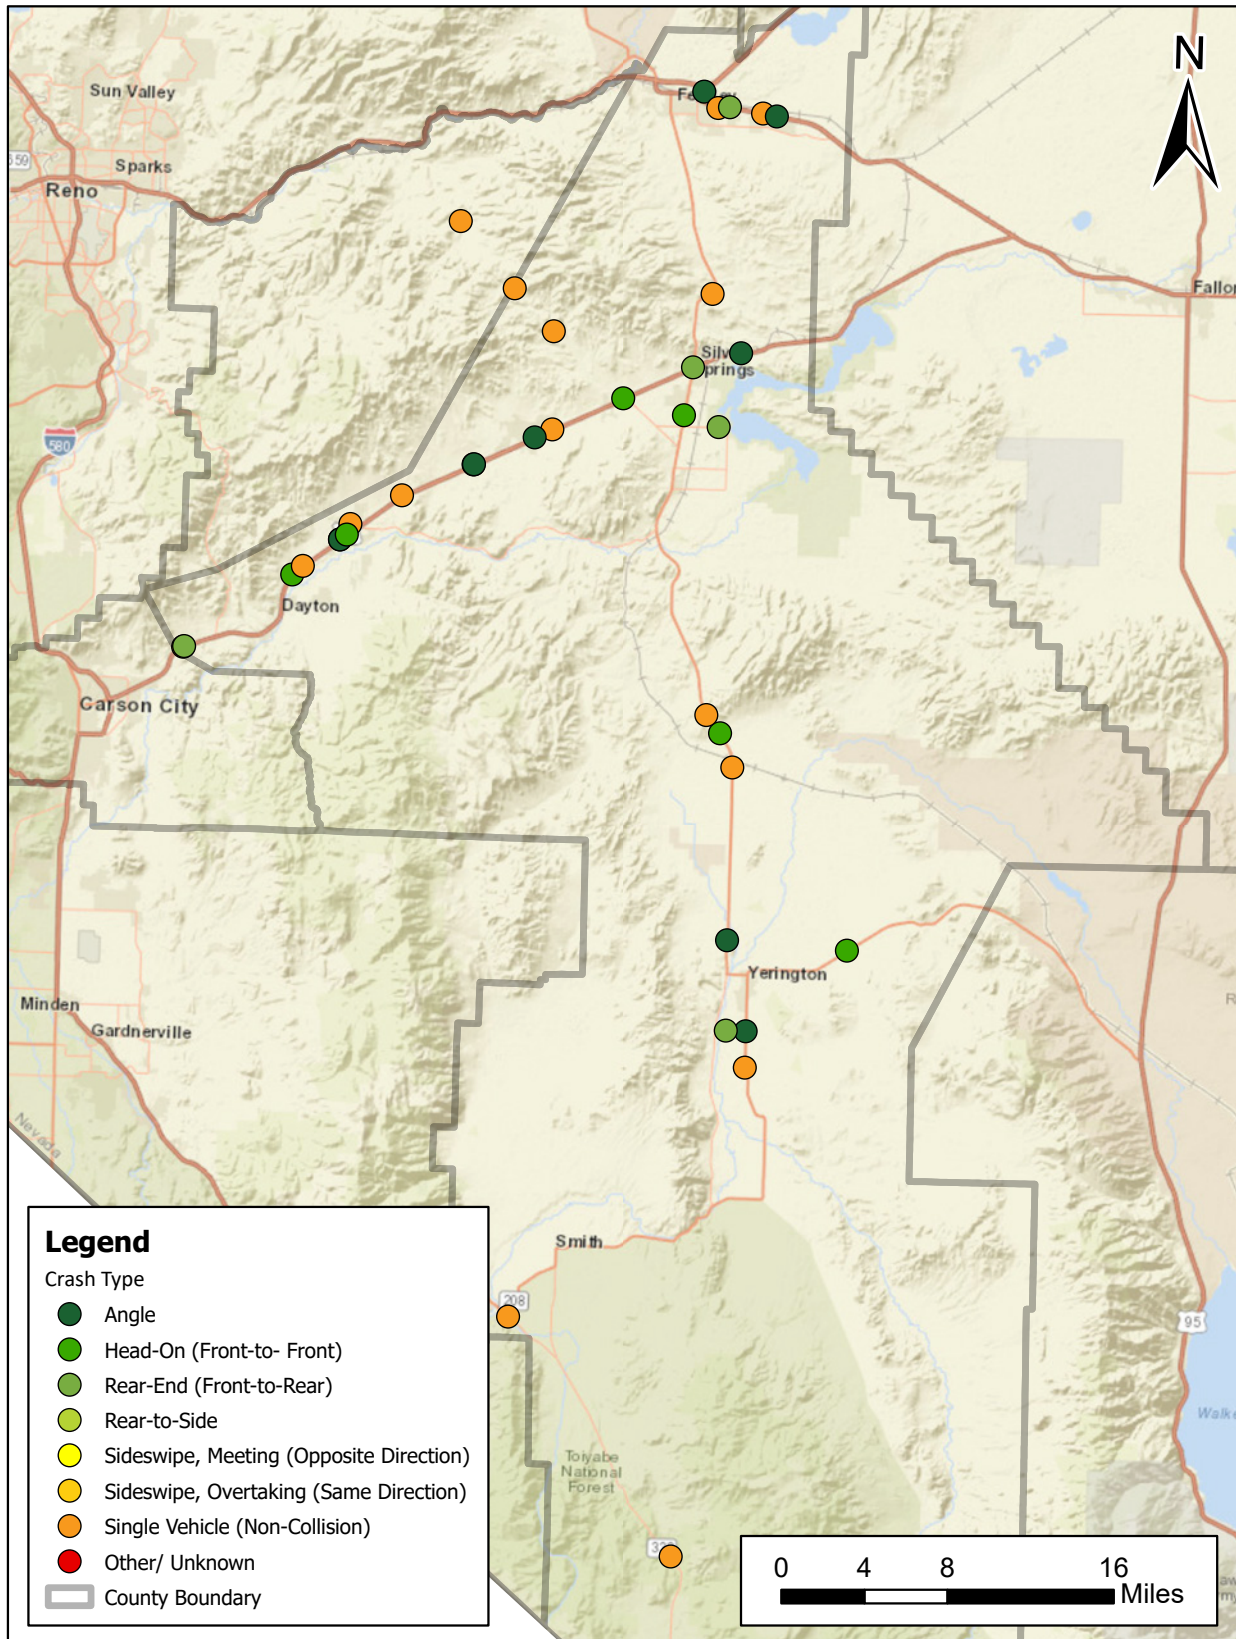 N
Sun Valley
Sparks
Reno
Fallon
Silver
Springs
580
Dayton
Carson City
Yerington
Minden
Gardnerville
Nevada
Smith
208
95
Walke
Toiyabe
National
Forest
Legend
Crash Type
Angle
Head-On (Front-to- Front)
Rear-End (Front-to-Rear)
Rear-to-Side
Sideswipe, Meeting (Opposite Direction)
Sideswipe, Overtaking (Same Direction)
Single Vehicle (Non-Collision)
Other/ Unknown
County Boundary
0 4 8 16
Miles